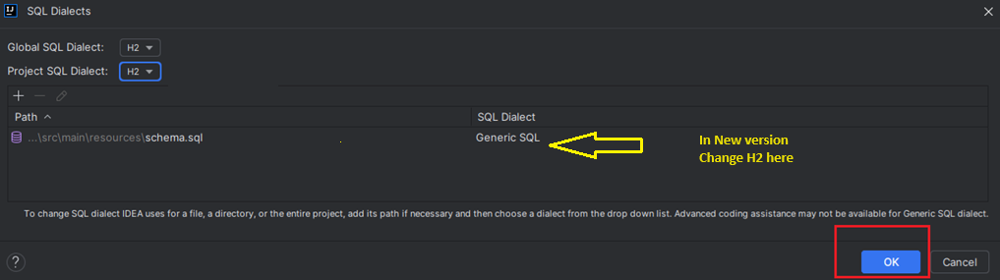 SQL Dialects
Global SQL Dialect: H2
Project SQL Dialect: H2
Path SQL Dialect
...\src\main\resources\schema.sql Generic SQL
In New version
Change H2 here
To change SQL dialect IDEA uses for a file, a directory, or the entire project, add its path if necessary and then choose a dialect from the drop down list. Advanced coding assistance may not be available for Generic SQL dialect.
? OK Cancel